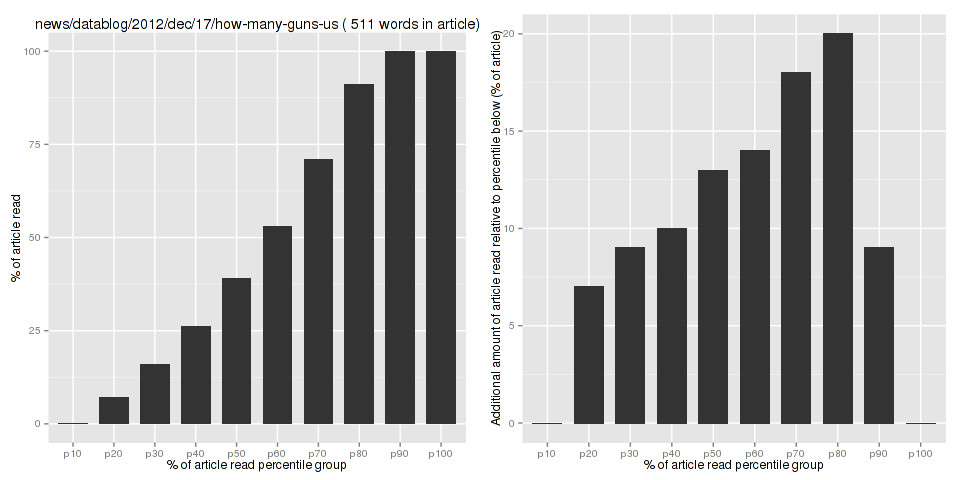 news/datablog/2012/dec/17/how-many-guns-us ( 511 words in article)
% of article read
100
75
50
25
0
p10 p20 p30 p40 p50 p60 p70 p80 p90 p100
% of article read percentile group
Additional amount of article read relative to percentile below (% of article)
20
15
10
5
0
p10 p20 p30 p40 p50 p60 p70 p80 p90 p100
% of article read percentile group